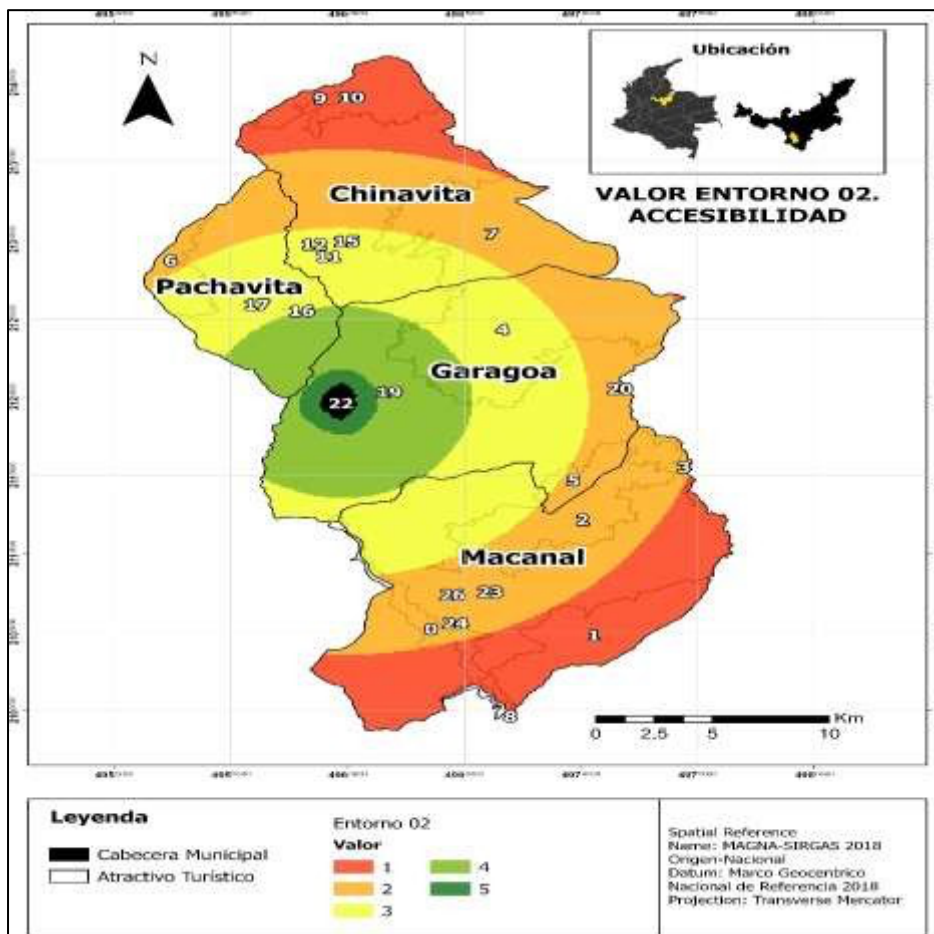 N
Ubicación
VALOR ENTORNO 02.
ACCESIBILIDAD
9 10
Chinavita
7
12 15
11
6
Pachavita
17 16
4
Garagoa
19
22
20
3
5
2
Macanal
26 23
24
0
1
8
Km
0 2.5 5 10
Leyenda
Cabecera Municipal
Atractivo Turístico
Entorno 02
Valor
1
2
3
4
5
Spatial Reference
Name: MAGNA-SIRGAS 2018
Origen-Nacional
Datum: Marco Geocentrico
Nacional de Referencia 2018
Projection: Transverse Mercator